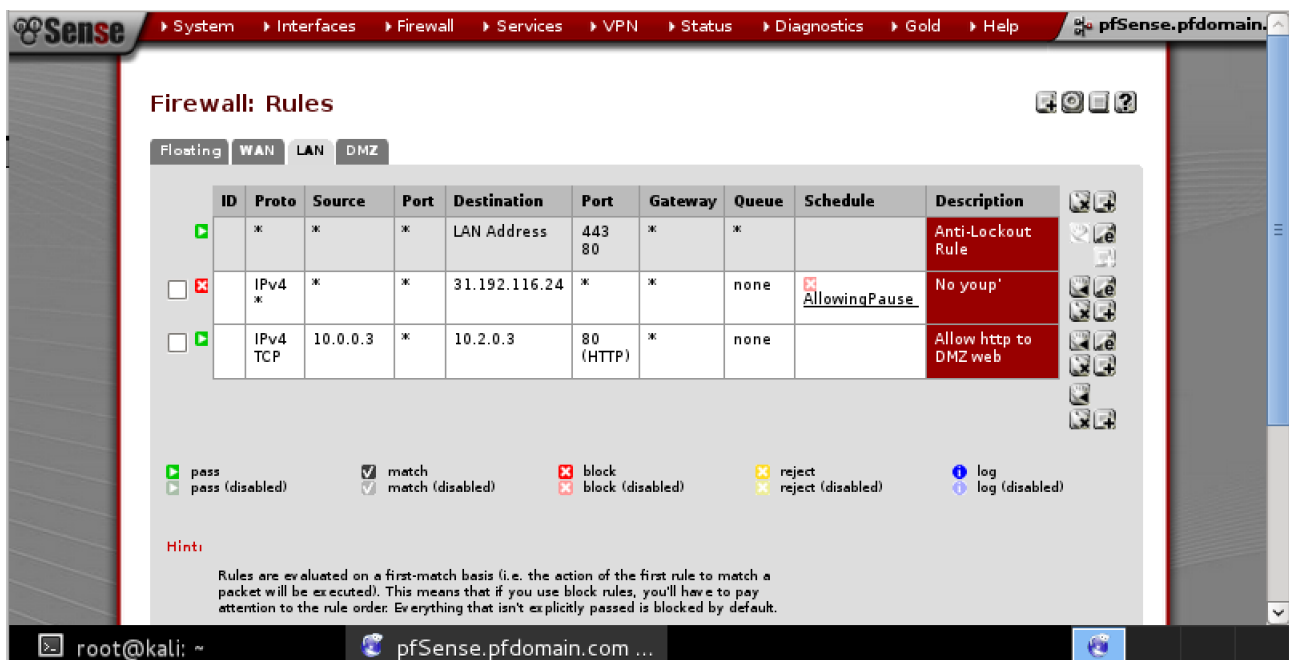 Sense
System Interfaces Firewall Services VPN Status Diagnostics Gold Help pfSense.pfdomain.
Firewall: Rules
Floating WAN LAN DMZ
ID Proto Source Port Destination Port Gateway Queue Schedule Description
* * * LAN Address 443 * * Anti-Lockout
80 Rule
IPv4 * * 31.192.116.24 * * none No youp'
* AllowingPause
IPv4 10.0.0.3 * 10.2.0.3 80 * none Allow http to
TCP (HTTP) DMZ web
pass match block reject log
pass (disabled) match (disabled) block (disabled) reject (disabled) log (disabled)
Hint:
Rules are evaluated on a first-match basis (i.e. the action of the first rule to match a
packet will be executed). This means that if you use block rules, you'll have to pay
attention to the rule order. Everything that isn't explicitly passed is blocked by default.
root@kali: ~ pfSense.pfdomain.com ...